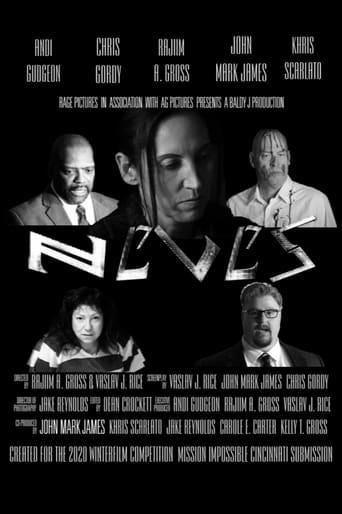 ANDI CHRIS RAJIIM JOHN KHRIS
GUDGEON GORDY A. GROSS MARK JAMES SCARLATO
RAGE PICTURES IN ASSOCIATION WITH AG PICTURES PRESENTS A BALDY J PRODUCTION
NEVES
DIRECTED BY RAJIIM A. GROSS & VASLAV J. RICE SCREENPLAY BY VASLAV J. RICE JOHN MARK JAMES CHRIS GORDY
DIRECTOR OF PHOTOGRAPHY JAKE REYNOLDS EDITED BY DEAN CROCKETT EXECUTIVE PRODUCER ANDI GUDGEON RAJIIM A. GROSS VASLAV J. RICE
CO-PRODUCED BY JOHN MARK JAMES KHRIS SCARLATO JAKE REYNOLDS CAROLE E. CARTER KELLY T. GROSS
CREATED FOR THE 2020 WINTERFILM COMPETITION MISSION IMPOSSIBLE CINCINNATI SUBMISSION